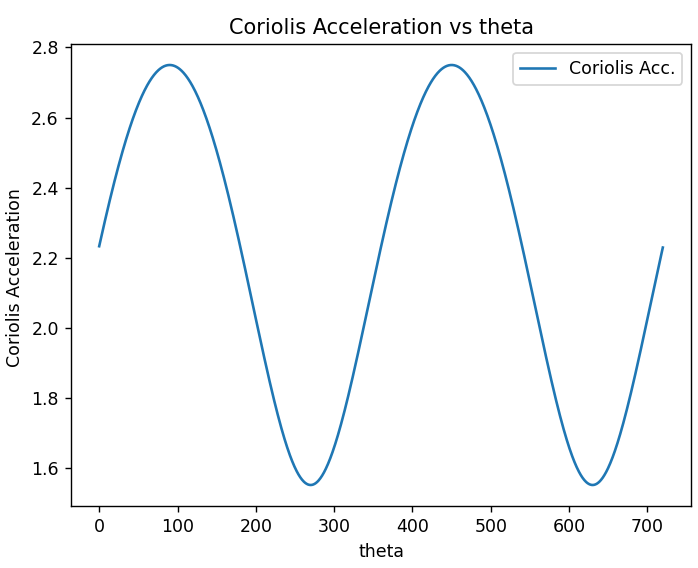 Coriolis Acceleration vs theta
Coriolis Acc.
Coriolis Acceleration
2.8
2.6
2.4
2.2
2.0
1.8
1.6
0 100 200 300 400 500 600 700
theta